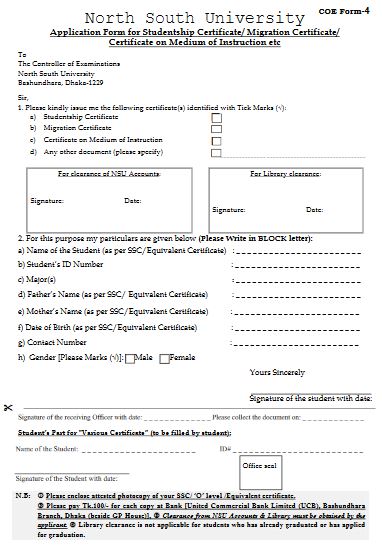 COE Form-4
North South University
Application Form for Studentship Certificate/ Migration Certificate/
Certificate on Medium of Instruction etc
To
The Controller of Examinations
North South University
Bashundhara, Dhaka-1229
Sir,
1. Please kindly issue me the following certificate(s) identified with Tick Marks (√):
a) Studentship Certificate
b) Migration Certificate
c) Certificate on Medium of Instruction
d) Any other document (please specify)
For clearance of NSU Accounts: For Library clearance:
Signature: Date: Signature: Date:
2. For this purpose my particulars are given below (Please Write in BLOCK letter):
a) Name of the Student (as per SSC/Equivalent Certificate) :
b) Student's ID Number :
c) Major(s) :
d) Father's Name (as per SSC/ Equivalent Certificate) :
e) Mother's Name (as per SSC/Equivalent Certificate) :
f) Date of Birth (as per SSC/Equivalent Certificate) :
g) Contact Number :
h) Gender [Please Marks (√)]: Male Female
Yours Sincerely
Signature of the student with date:
Signature of the receiving Officer with date: Please collect the document on:
Student's Part for "Various Certificate" (to be filled by student):
Name of the Student: ID#
Office seal
Signature of the Student with date:
N.B: Please enclose attested photocopy of your SSC/ 'O' level /Equivalent certificate.
Please pay Tk.100/- for each copy at Bank [United Commercial Bank Limited (UCB), Bashundhara
Branch, Dhaka (beside GP House)]. Clearance from NSU Accounts & Library must be obtained by the
applicant. Library clearance is not applicable for students who has already graduated or has applied
for graduation.